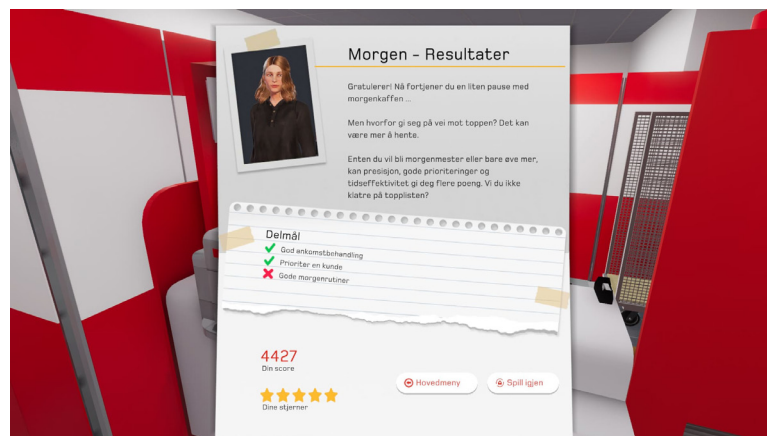 Morgen - Resultater
Gratulerer! Nå fortjener du en liten pause med
morgenkaffen ...
Men hvorfor gi seg på vei mot toppen? Det kan
være mer å hente.
Enten du vil bli morgenmester eller bare øve mer,
kan presisjon, gode prioriteringer og
tidseffektivitet gi deg flere poeng. Vi du ikke
klatre på topplisten?
Delmål
God ankomstbehandling
Prioriter en kunde
Gode morgenrutiner
4427
Din score
Dine stjerner
Hovedmeny
Spill igjen